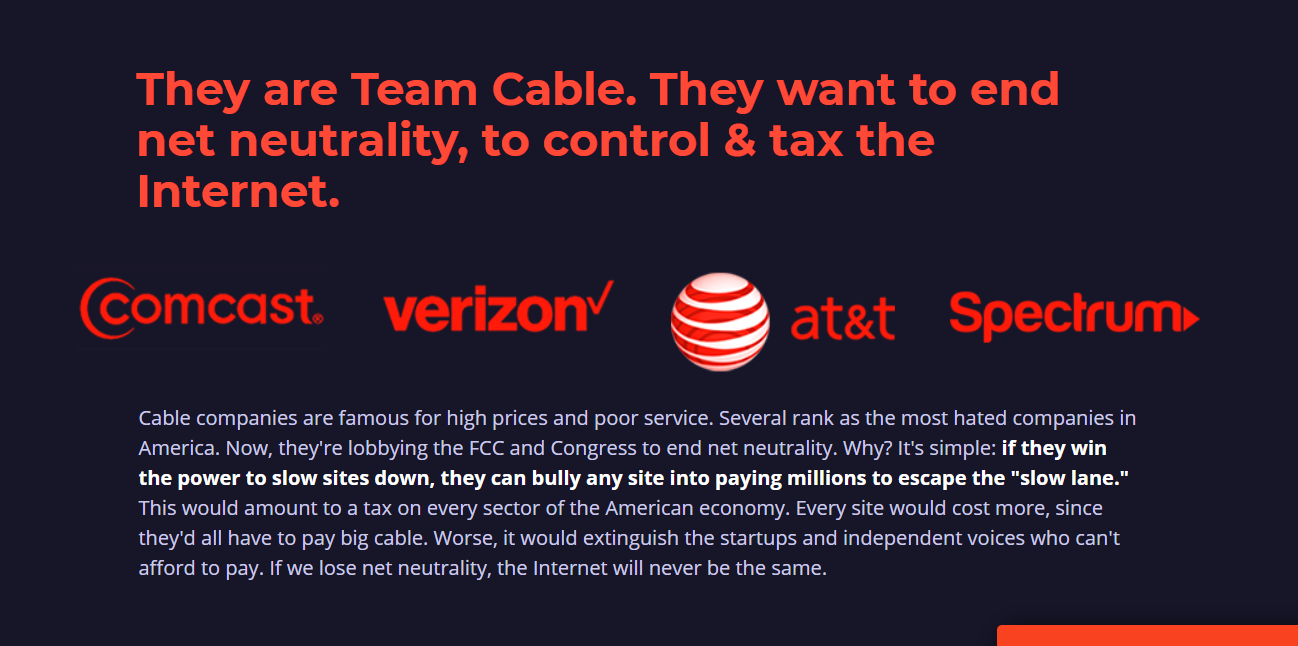 They are Team Cable. They want to end
net neutrality, to control & tax the
Internet.
comcast®
verizon✓
at&t
Spectrum▶
Cable companies are famous for high prices and poor service. Several rank as the most hated companies in
America. Now, they're lobbying the FCC and Congress to end net neutrality. Why? It's simple: if they win
the power to slow sites down, they can bully any site into paying millions to escape the "slow lane."
This would amount to a tax on every sector of the American economy. Every site would cost more, since
they'd all have to pay big cable. Worse, it would extinguish the startups and independent voices who can't
afford to pay. If we lose net neutrality, the Internet will never be the same.